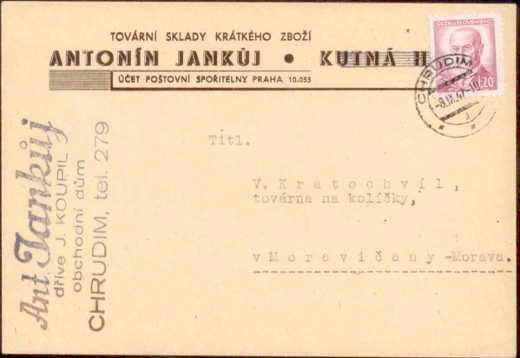 TOVÁRNÍ SKLADY KRÁTKÉHO ZBOŽÍ
ANTONÍN JANKŮJ • KUTNÁ H
ÚČET POŠTOVNÍ SPOŘITELNY PRAHA 10.053
ČESKOSLOVENSKO
1.20
CHRUDIM
Ant. Jankůj
dříve J. KOUPIL
obchodní dům
CHRUDIM, tel. 279
Titl.
V. Kratochvíl,
továrna na kolíčky,
v Moravičany-Morava.